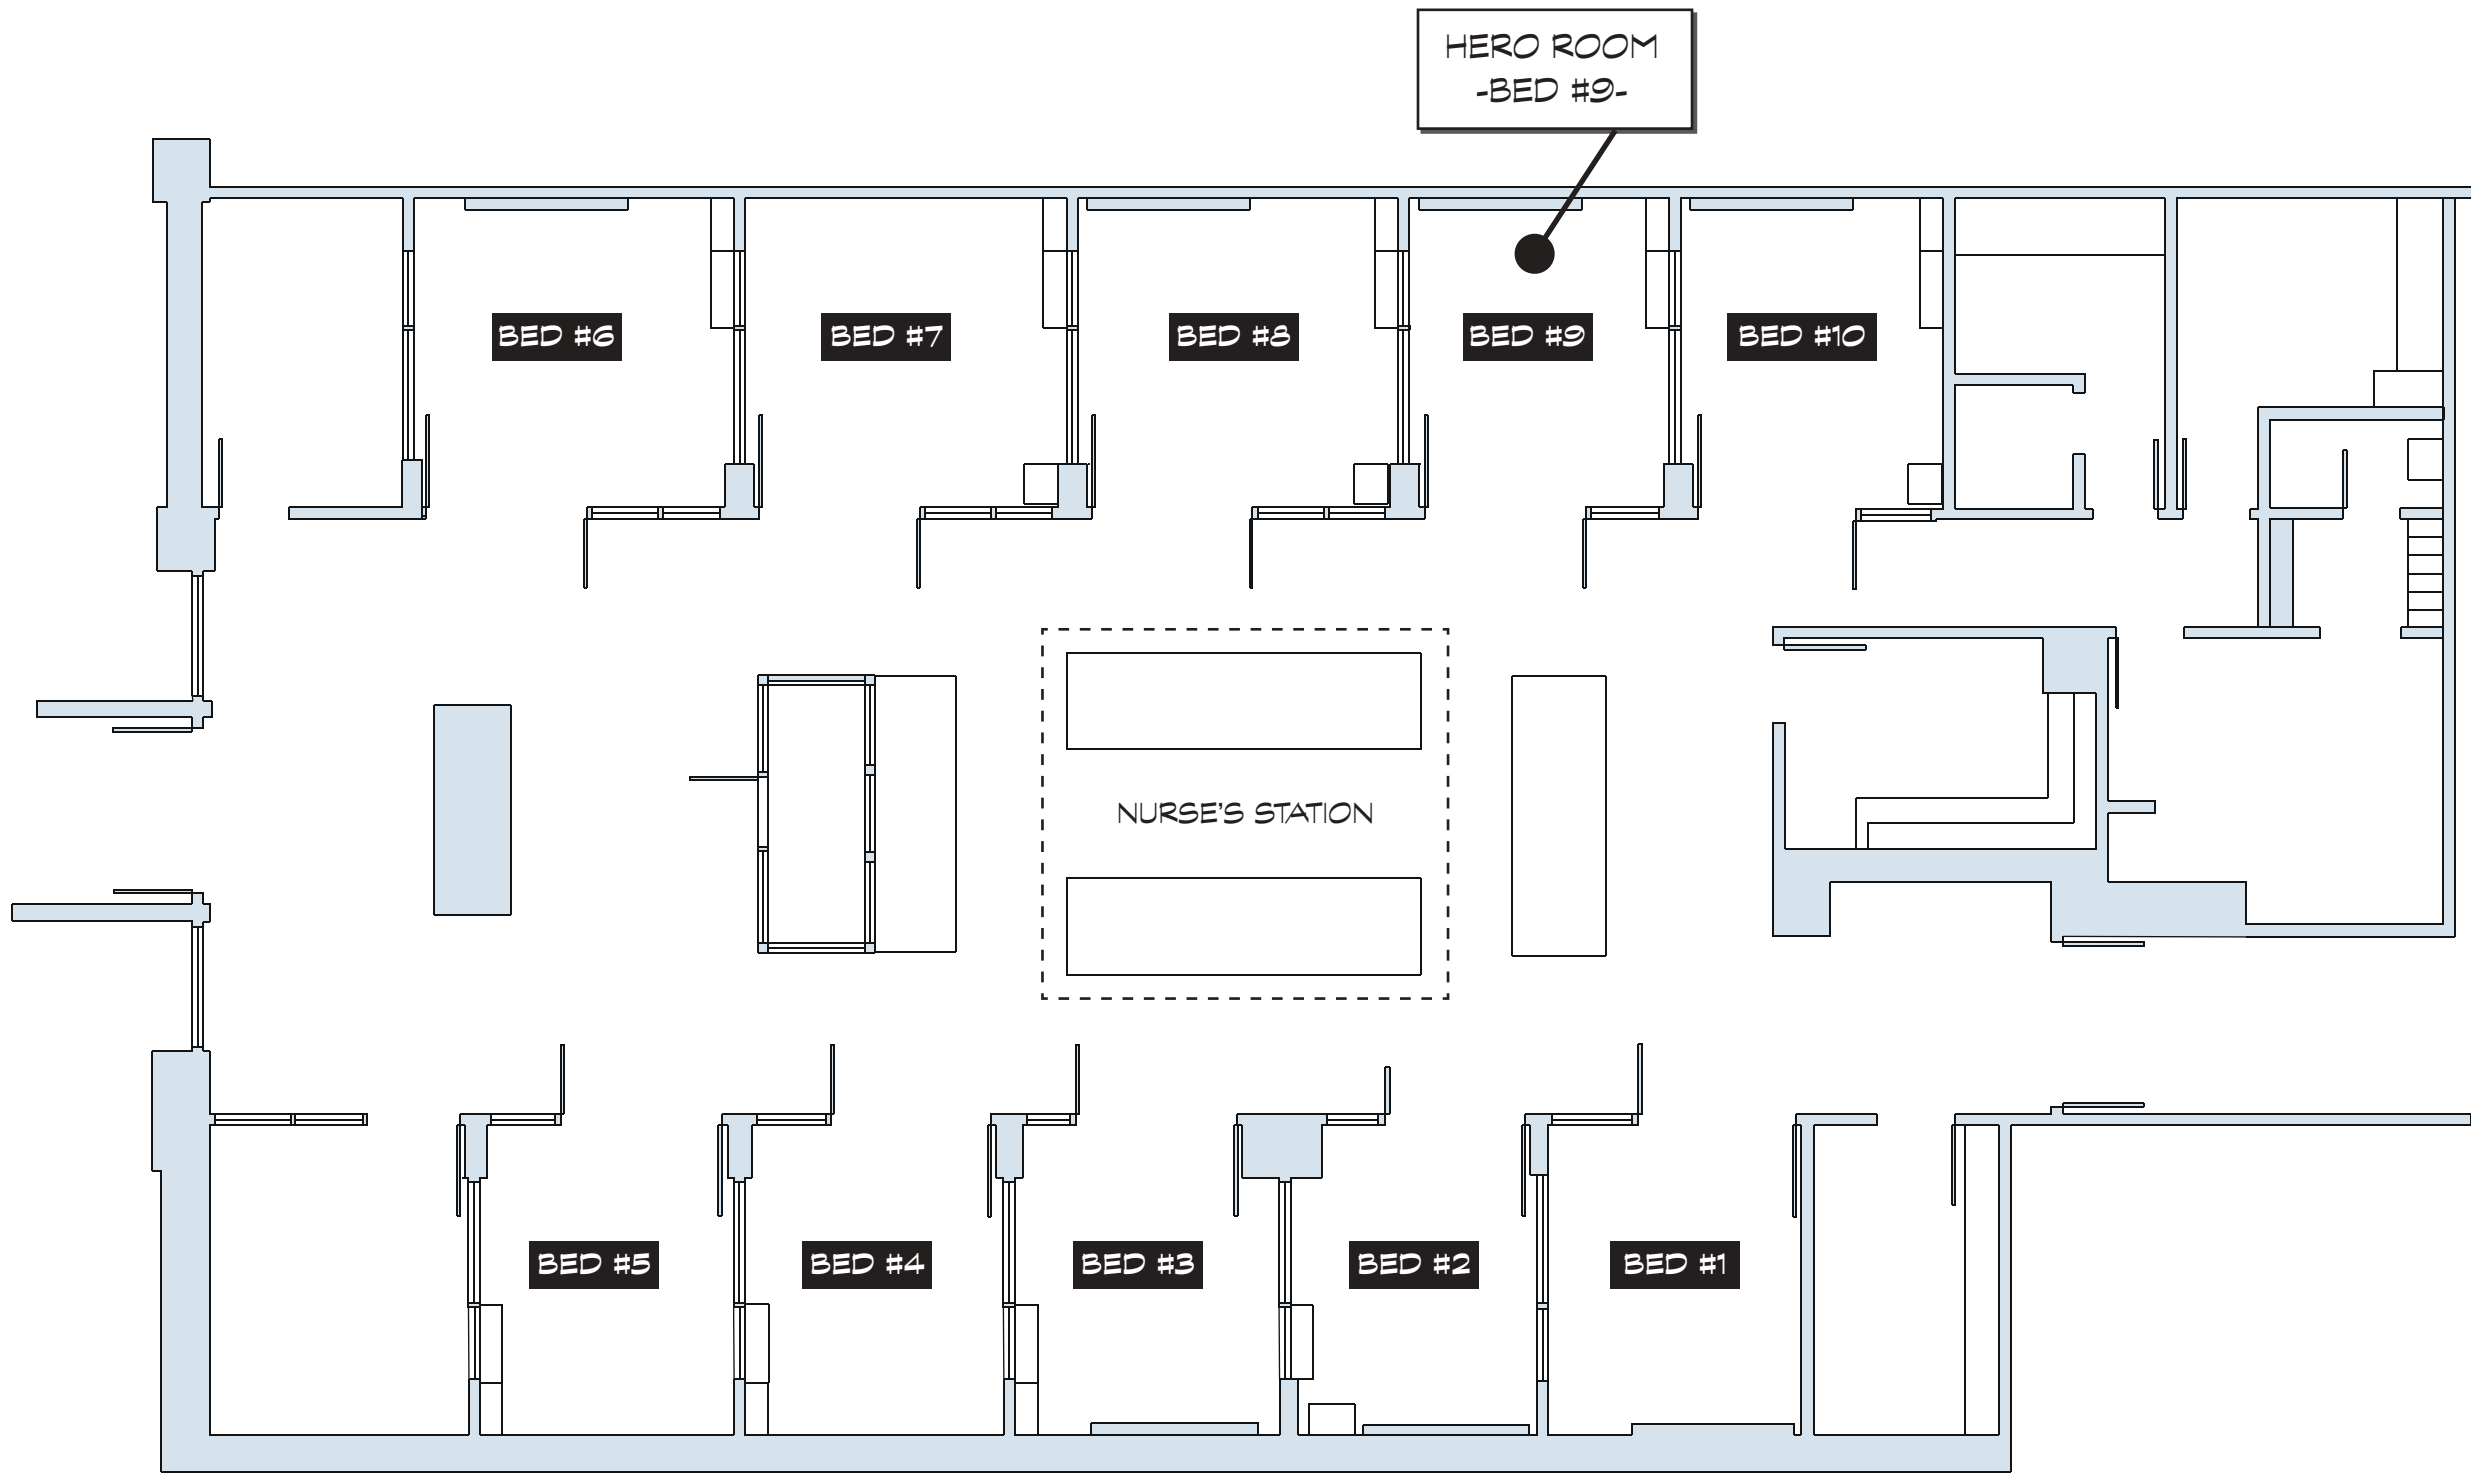 HERO ROOM
-BED #9-
BED #6
BED #7
BED #8
BED #9
BED #10
NURSE'S STATION
BED #5
BED #4
BED #3
BED #2
BED #1